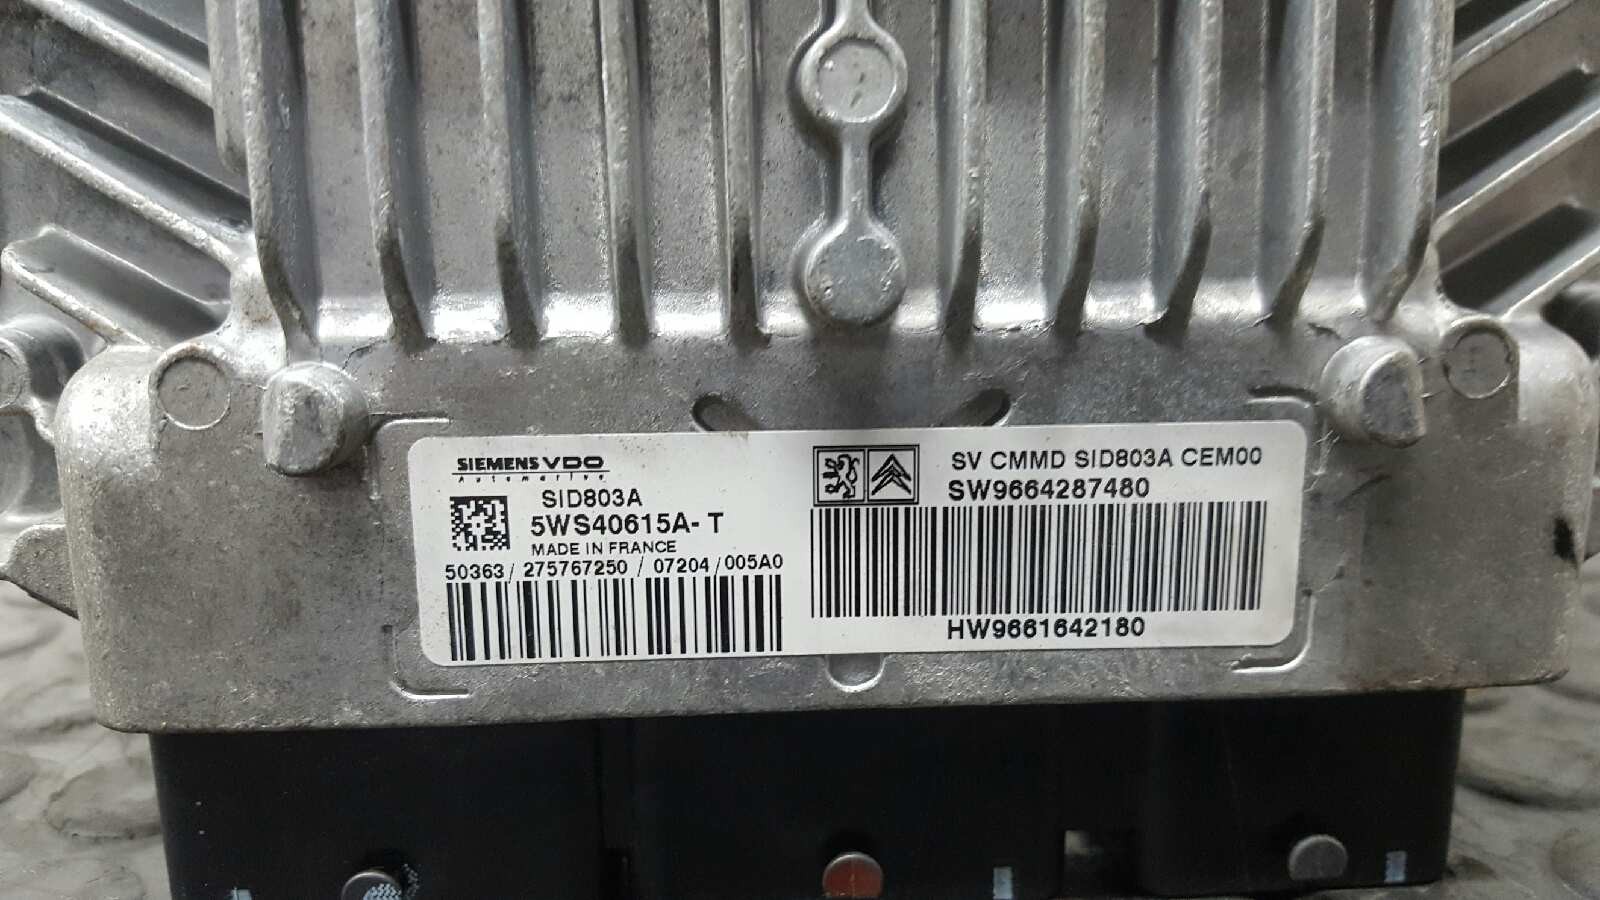 SIEMENS VDO
Automotive
SID803A
5WS40615A-T
MADE IN FRANCE
50363/275767250/07204/005A0
SV CMMD SID803A CEM00
SW9664287480
HW9661642180